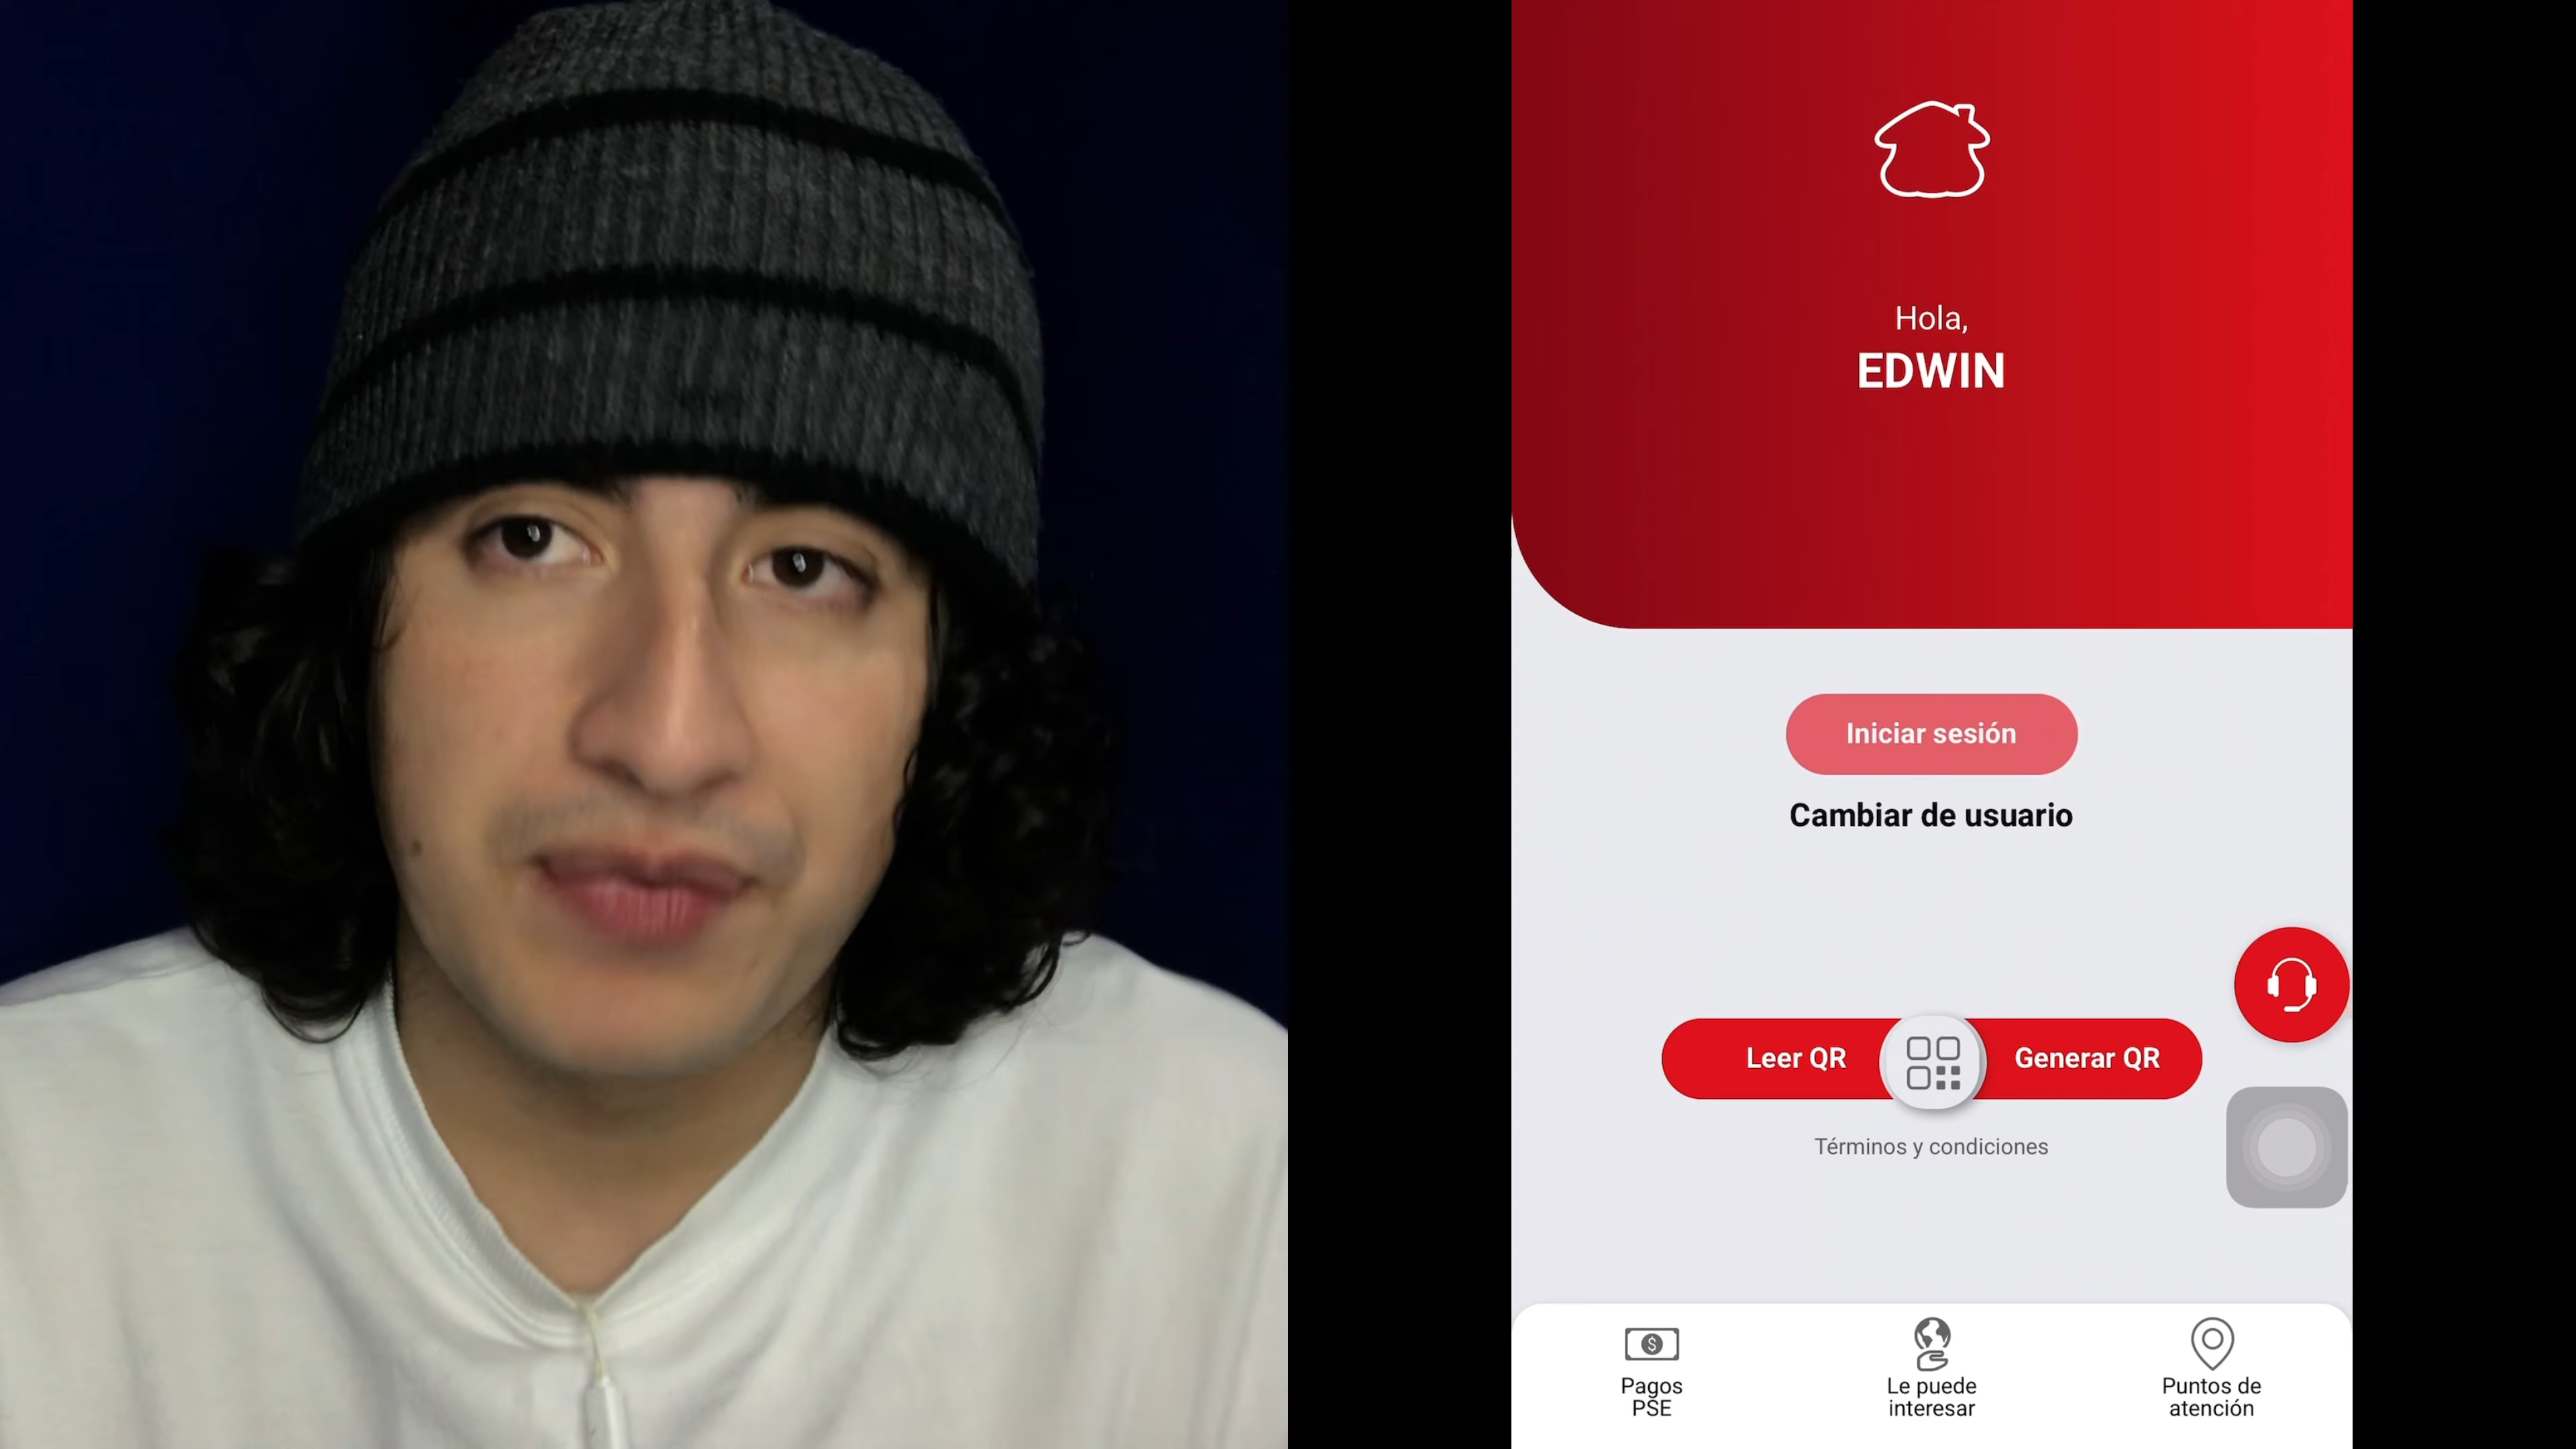 Hola,
EDWIN
Iniciar sesión
Cambiar de usuario
Leer QR
Generar QR
Términos y condiciones
Pagos
PSE
Le puede
interesar
Puntos de
atención